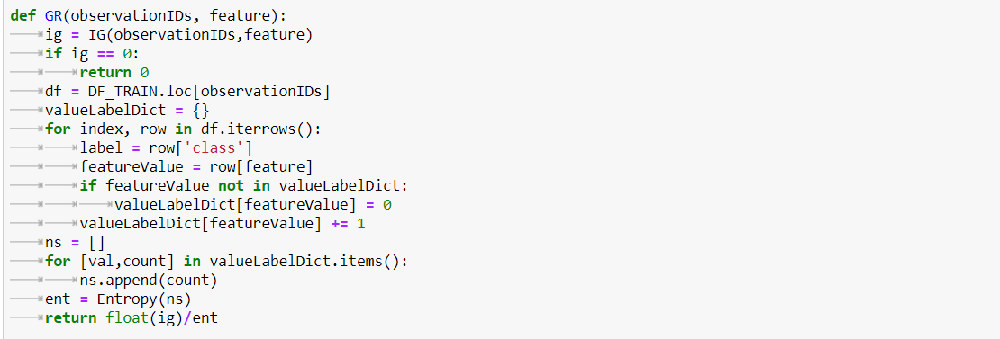 def GR(observationIDs, feature):
    ig = IG(observationIDs,feature)
    if ig == 0:
        return 0
    df = DF_TRAIN.loc[observationIDs]
    valueLabelDict = {}
    for index, row in df.iterrows():
        label = row['class']
        featureValue = row[feature]
        if featureValue not in valueLabelDict:
            valueLabelDict[featureValue] = 0
        valueLabelDict[featureValue] += 1
    ns = []
    for [val,count] in valueLabelDict.items():
        ns.append(count)
    ent = Entropy(ns)
    return float(ig)/ent